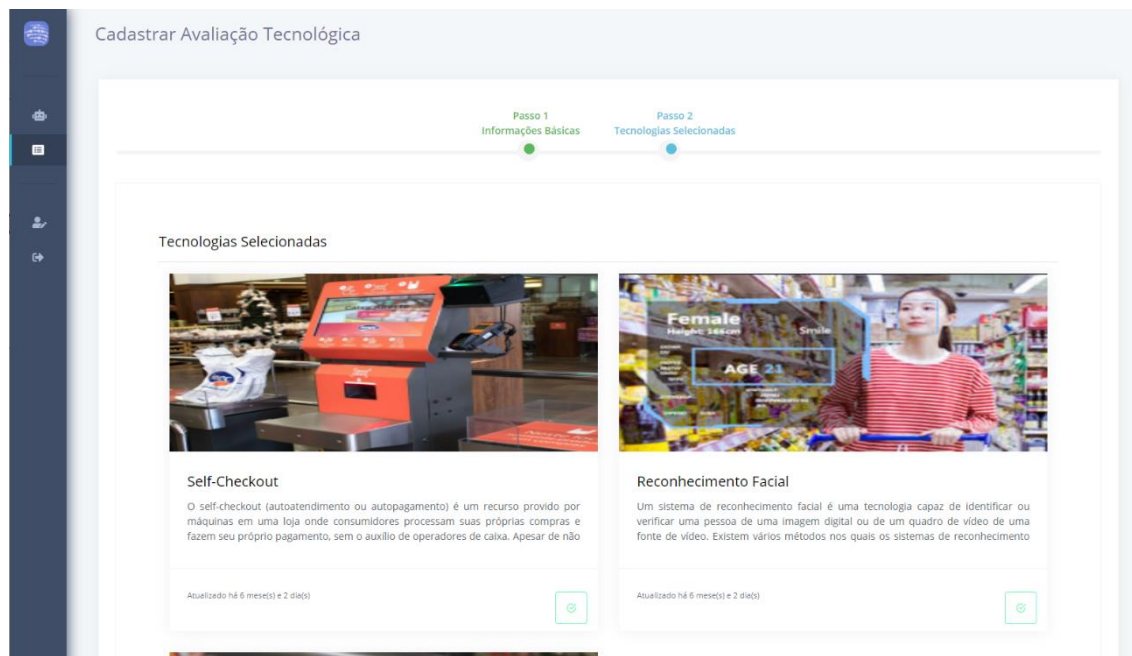 Cadastrar Avaliação Tecnológica
Passo 1
Informações Básicas
Passo 2
Tecnologias Selecionadas
Tecnologias Selecionadas
Female
Height: 166cm
Smile
AGE 21
Self-Checkout
O self-checkout (autoatendimento ou autopagamento) é um recurso provido por
máquinas em uma loja onde consumidores processam suas próprias compras e
fazem seu próprio pagamento, sem o auxílio de operadores de caixa. Apesar de não
Atualizado há 6 mese(s) e 2 dia(s)
Reconhecimento Facial
Um sistema de reconhecimento facial é uma tecnologia capaz de identificar ou
verificar uma pessoa de uma imagem digital ou de um quadro de vídeo de uma
fonte de vídeo. Existem vários métodos nos quais os sistemas de reconhecimento
Atualizado há 6 mese(s) e 2 dia(s)